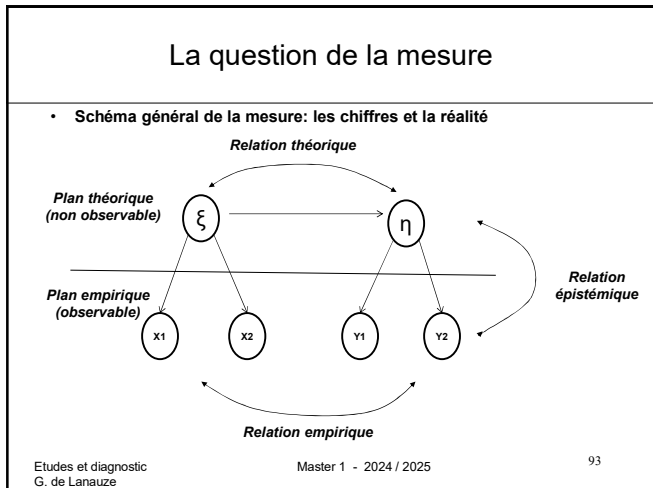 La question de la mesure
• Schéma général de la mesure: les chiffres et la réalité
Relation théorique
Plan théorique
(non observable)
ξ
η
Plan empirique
(observable)
Relation
épistémique
X1
X2
Y1
Y2
Relation empirique
Etudes et diagnostic
G. de Lanauze
Master 1 - 2024 / 2025
93